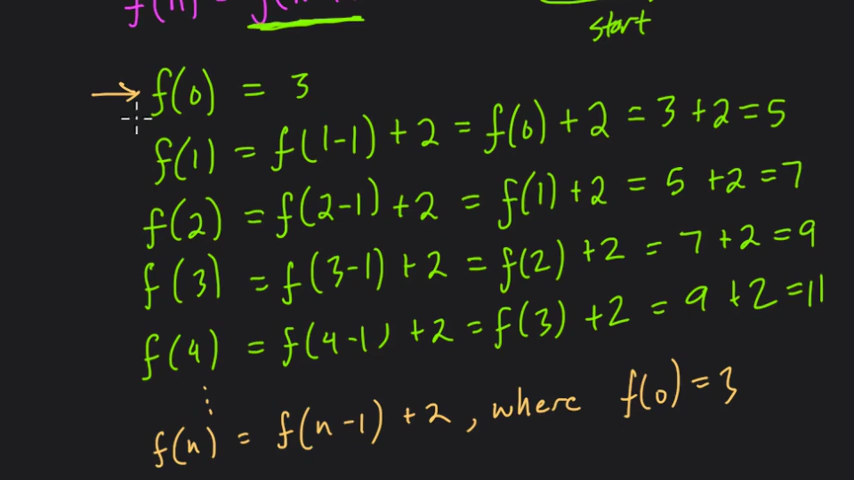 start
f(0) = 3
f(1) = f(1-1) + 2 = f(0) + 2 = 3 + 2 = 5
f(2) = f(2-1) + 2 = f(1) + 2 = 5 + 2 = 7
f(3) = f(3-1) + 2 = f(2) + 2 = 7 + 2 = 9
f(4) = f(4-1) + 2 = f(3) + 2 = 9 + 2 = 11
⋮
f(n) = f(n-1) + 2, where f(0) = 3